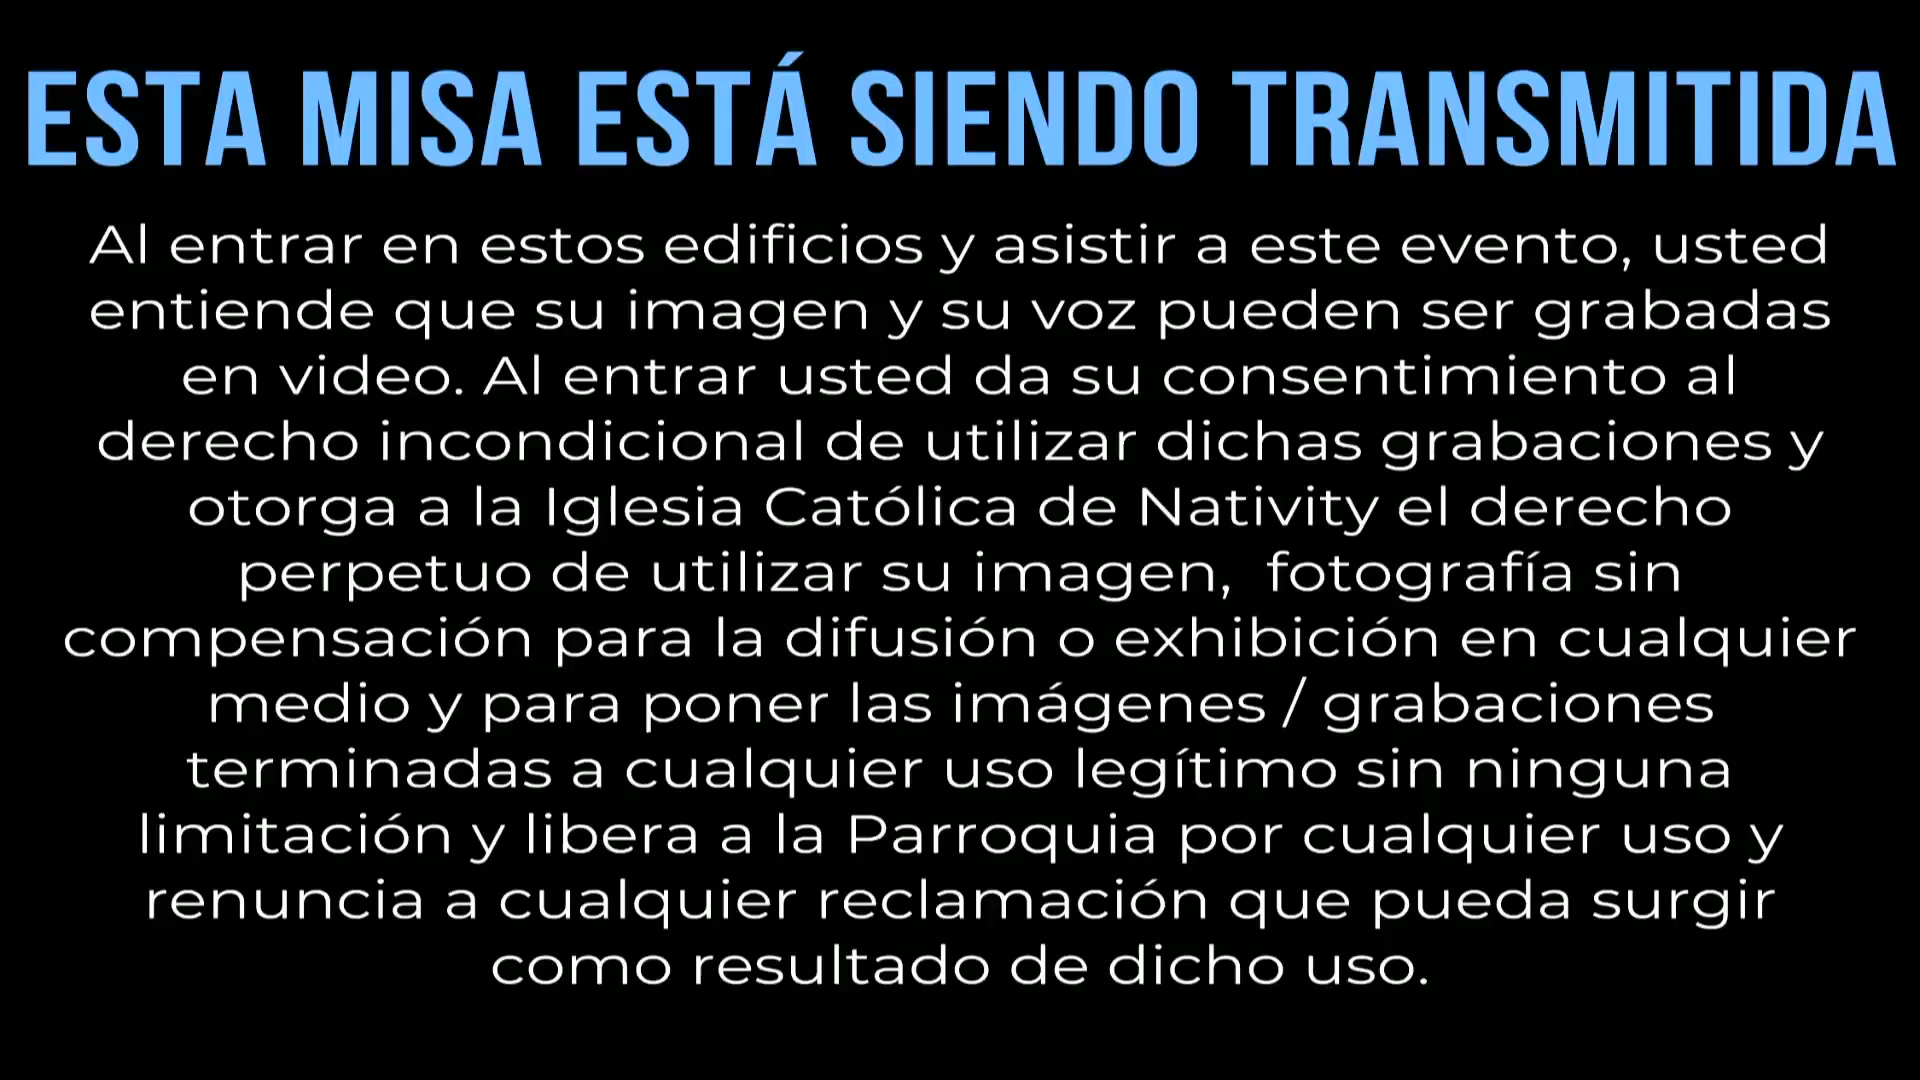 ESTA MISA ESTÁ SIENDO TRANSMITIDA
Al entrar en estos edificios y asistir a este evento, usted
entiende que su imagen y su voz pueden ser grabadas
en video. Al entrar usted da su consentimiento al
derecho incondicional de utilizar dichas grabaciones y
otorga a la Iglesia Católica de Nativity el derecho
perpetuo de utilizar su imagen,  fotografía sin
compensación para la difusión o exhibición en cualquier
medio y para poner las imágenes / grabaciones
terminadas a cualquier uso legítimo sin ninguna
limitación y libera a la Parroquia por cualquier uso y
renuncia a cualquier reclamación que pueda surgir
como resultado de dicho uso.